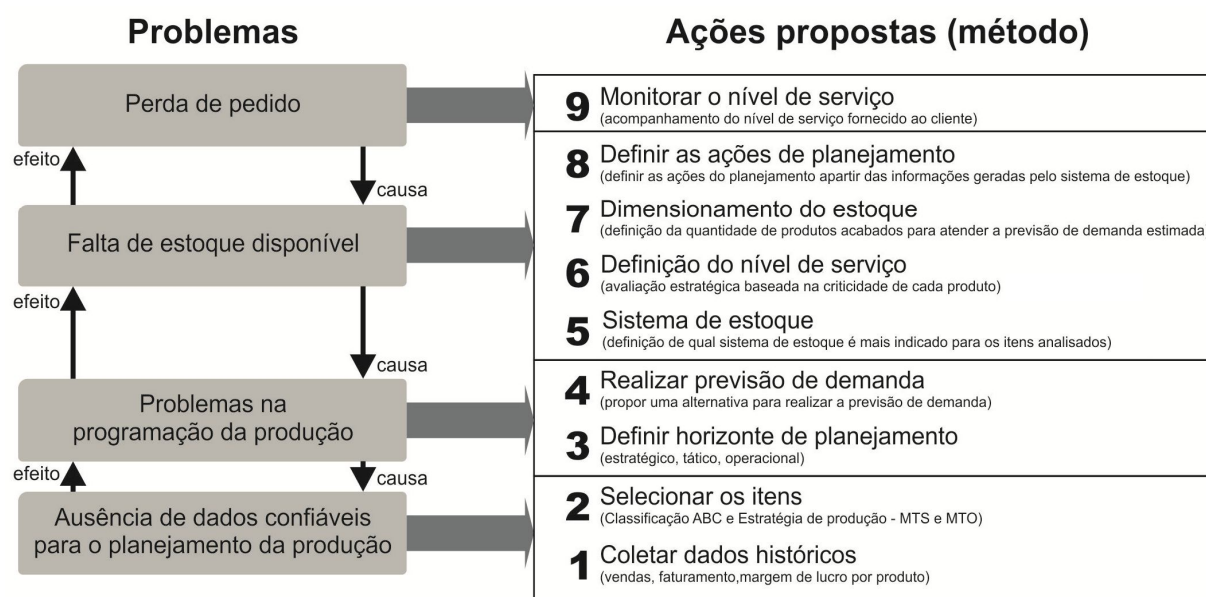 Problemas
Ações propostas (método)
Perda de pedido
9 Monitorar o nível de serviço
(acompanhamento do nível de serviço fornecido ao cliente)
efeito
causa
8 Definir as ações de planejamento
(definir as ações do planejamento apartir das informações geradas pelo sistema de estoque)
Falta de estoque disponível
7 Dimensionamento do estoque
(definição da quantidade de produtos acabados para atender a previsão de demanda estimada
6 Definição do nível de serviço
(avaliação estratégica baseada na criticidade de cada produto)
efeito
causa
5 Sistema de estoque
(definição de qual sistema de estoque é mais indicado para os itens analisados)
Problemas na
programação da produção
4 Realizar previsão de demanda
(propor uma alternativa para realizar a previsão de demanda)
3 Definir horizonte de planejamento
(estratégico, tático, operacional)
efeito
causa
Ausência de dados confiáveis
para o planejamento da produção
2 Selecionar os itens
(Classificação ABC e Estratégia de produção - MTS e MTO)
1 Coletar dados históricos
(vendas, faturamento,margem de lucro por produto)